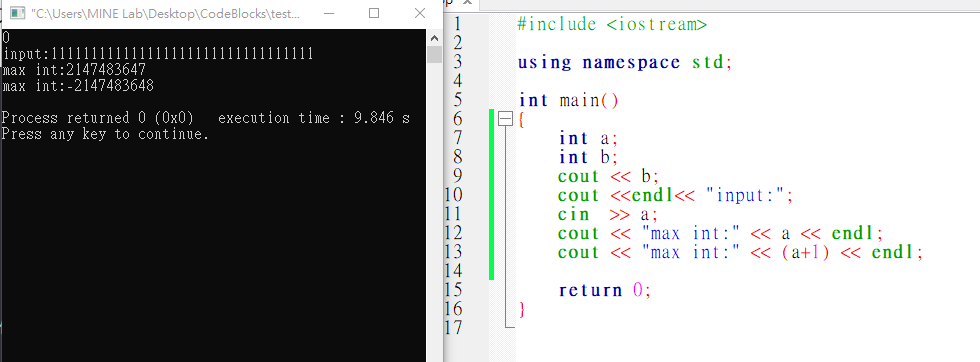 "C:\Users\MINE Lab\Desktop\CodeBlocks\test...
0
input:111111111111111111111111111111111
max int:2147483647
max int:-2147483648
Process returned 0 (0x0)   execution time : 9.846 s
Press any key to continue.
1 #include <iostream>
2
3 using namespace std;
4
5 int main()
6 {
7 int a;
8 int b;
9 cout << b;
10 cout <<endl<< "input:";
11 cin  >> a;
12 cout << "max int:" << a << endl;
13 cout << "max int:" << (a+1) << endl;
14
15 return 0;
16 }
17